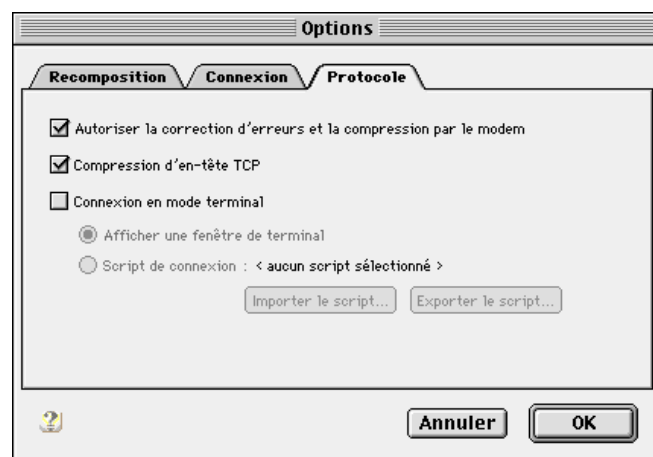 Options
Recomposition Connexion Protocole
Autoriser la correction d'erreurs et la compression par le modem
Compression d'en-tête TCP
Connexion en mode terminal
Afficher une fenêtre de terminal
Script de connexion : < aucun script sélectionné >
Importer le script... Exporter le script...
? Annuler OK